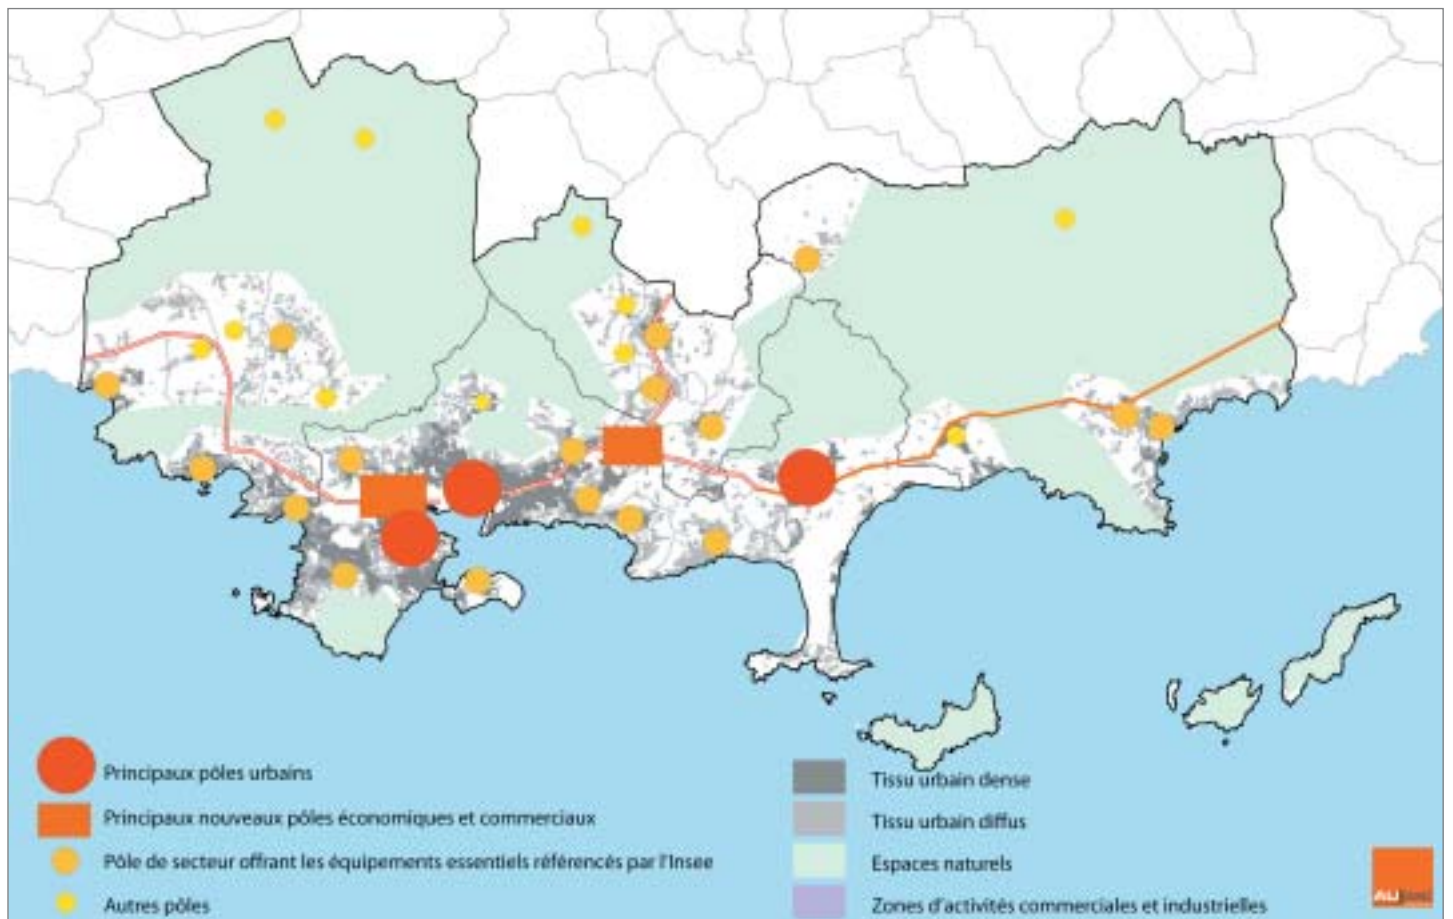 Principaux pôles urbains
Principaux nouveaux pôles économiques et commerciaux
Pôle de secteur offrant les équipements essentiels référencés par l'Insee
Autres pôles
Tissu urbain dense
Tissu urbain diffus
Espaces naturels
Zones d'activités commerciales et industrielles